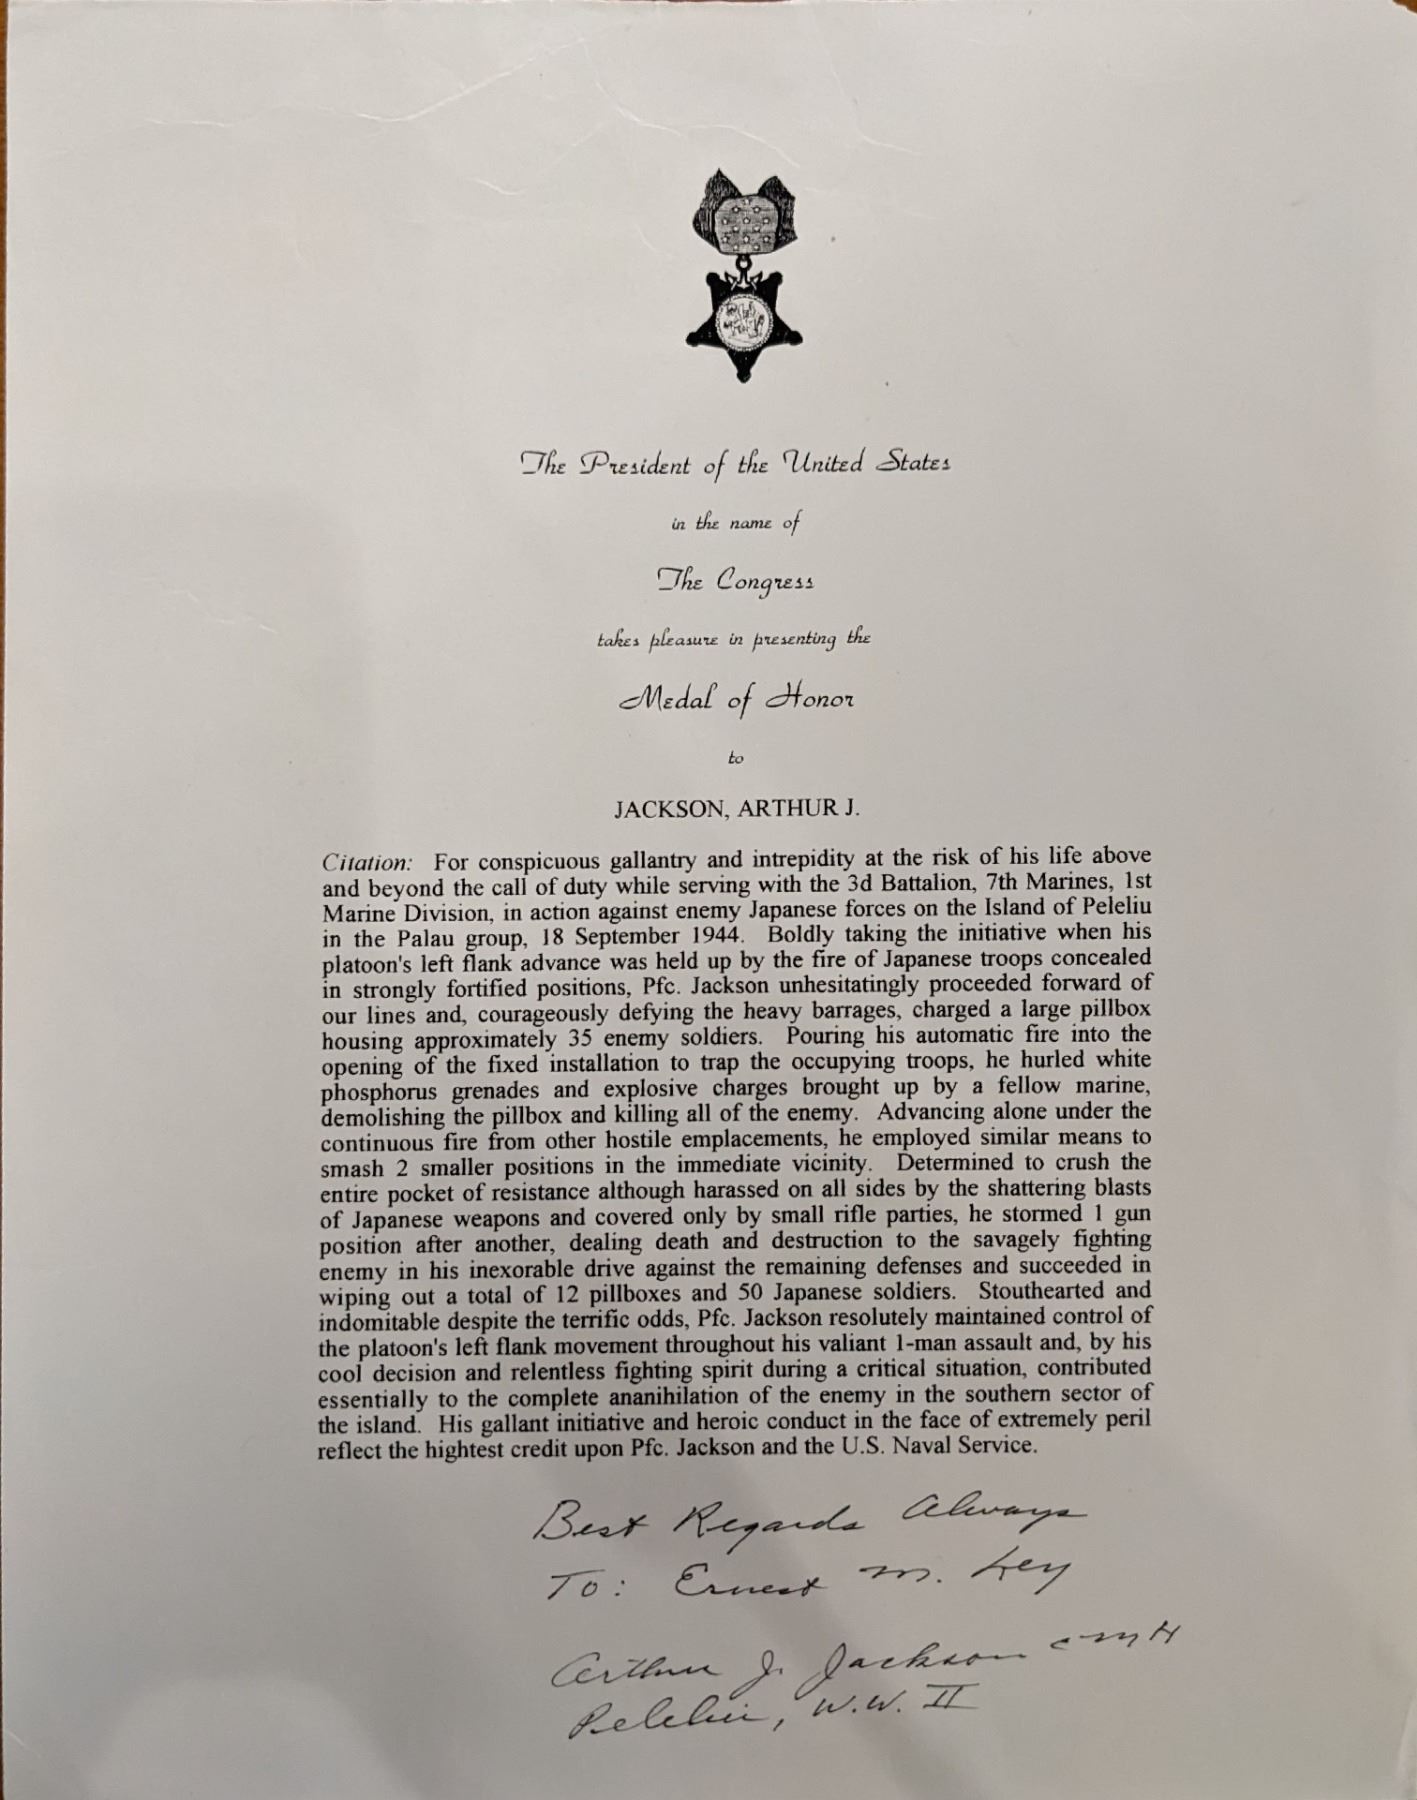 The President of the United States
in the name of
The Congress
takes pleasure in presenting the
Medal of Honor
to
JACKSON, ARTHUR J.
Citation: For conspicuous gallantry and intrepidity at the risk of his life above
and beyond the call of duty while serving with the 3d Battalion, 7th Marines, 1st
Marine Division, in action against enemy Japanese forces on the Island of Peleliu
in the Palau group, 18 September 1944. Boldly taking the initiative when his
platoon's left flank advance was held up by the fire of Japanese troops concealed
in strongly fortified positions, Pfc. Jackson unhesitatingly proceeded forward of
our lines and, courageously defying the heavy barrages, charged a large pillbox
housing approximately 35 enemy soldiers. Pouring his automatic fire into the
opening of the fixed installation to trap the occupying troops, he hurled white
phosphorus grenades and explosive charges brought up by a fellow marine,
demolishing the pillbox and killing all of the enemy. Advancing alone under the
continuous fire from other hostile emplacements, he employed similar means to
smash 2 smaller positions in the immediate vicinity. Determined to crush the
entire pocket of resistance although harassed on all sides by the shattering blasts
of Japanese weapons and covered only by small rifle parties, he stormed 1 gun
position after another, dealing death and destruction to the savagely fighting
enemy in his inexorable drive against the remaining defenses and succeeded in
wiping out a total of 12 pillboxes and 50 Japanese soldiers. Stouthearted and
indomitable despite the terrific odds, Pfc. Jackson resolutely maintained control of
the platoon's left flank movement throughout his valiant 1-man assault and, by his
cool decision and relentless fighting spirit during a critical situation, contributed
essentially to the complete ananihilation of the enemy in the southern sector of
the island. His gallant initiative and heroic conduct in the face of extremely peril
reflect the hightest credit upon Pfc. Jackson and the U.S. Naval Service.
Best Regards Always
To: Ernest M. Key
Arthur J. Jackson CMH
Peleliu, W.W. II